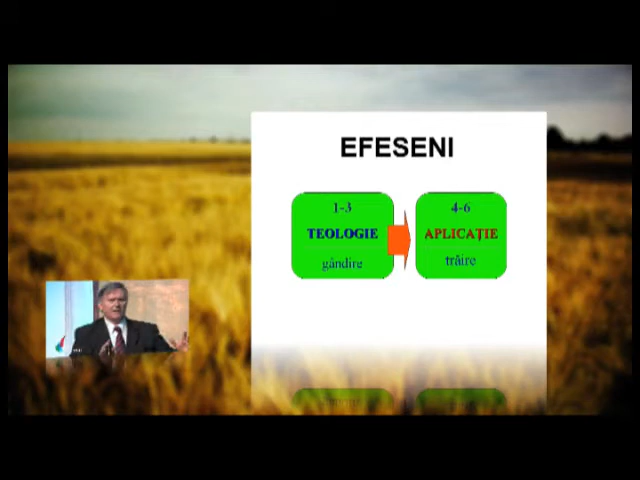 EFESENI
1-3
TEOLOGIE
gândire
4-6
APLICAȚIE
trăire